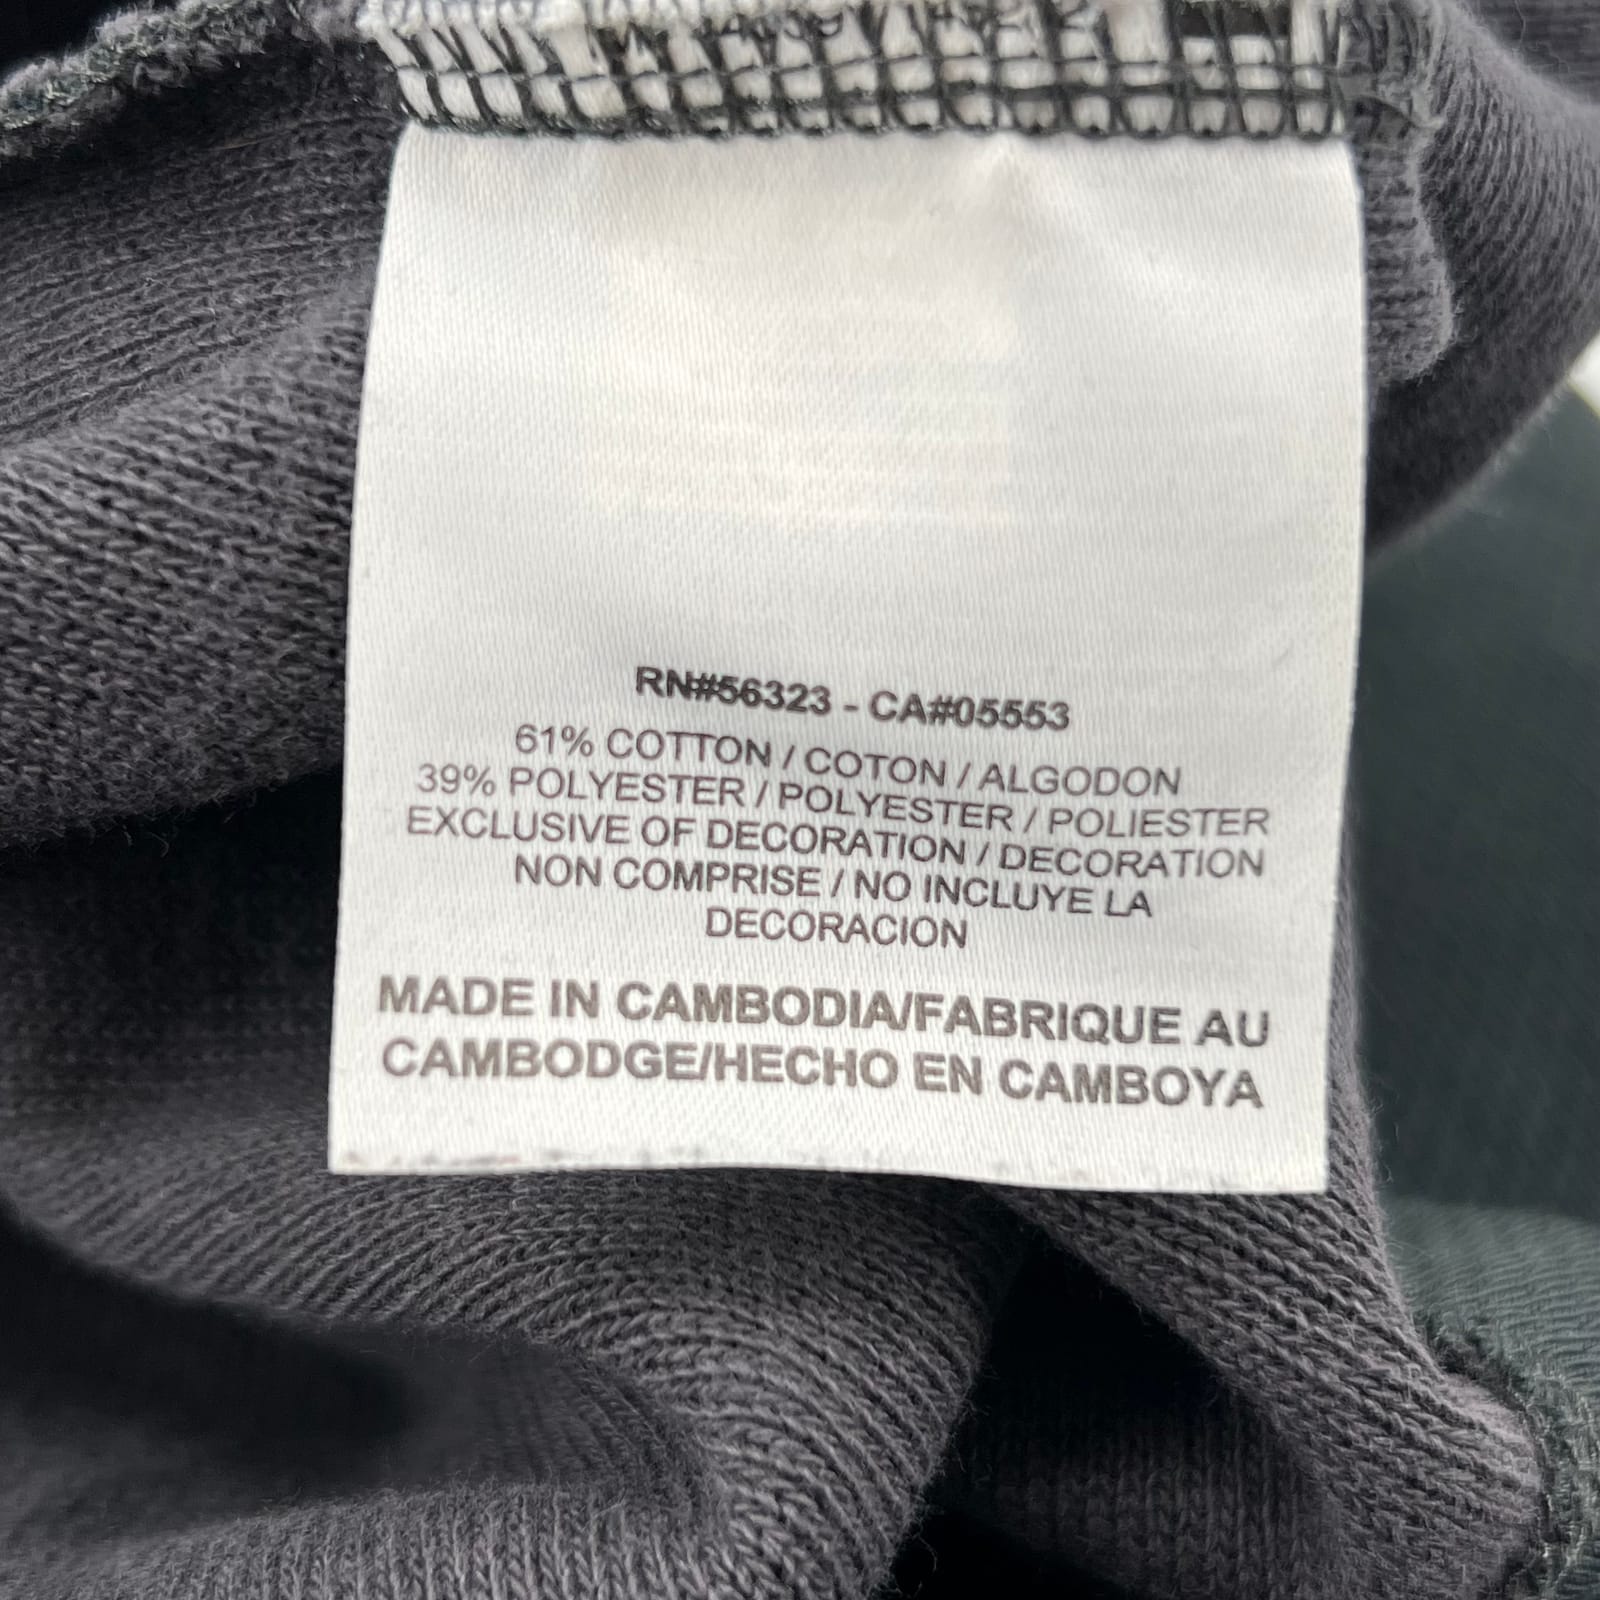 RN#56323 - CA#05553
61% COTTON / COTON / ALGODON
39% POLYESTER / POLYESTER / POLIESTER
EXCLUSIVE OF DECORATION / DECORATION
NON COMPRISE / NO INCLUYE LA
DECORACION
MADE IN CAMBODIA/FABRIQUE AU
CAMBODGE/HECHO EN CAMBOYA